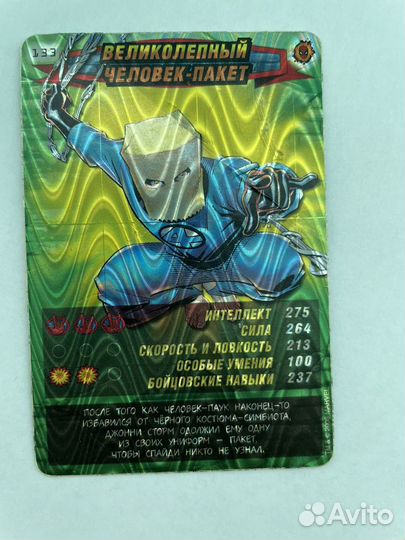 133
ВЕЛИКОЛЕПНЫЙ
ЧЕЛОВЕК-ПАКЕТ
4
ИНТЕЛЛЕКТ 275
СИЛА 264
СКОРОСТЬ И ЛОВКОСТЬ 213
ОСОБЫЕ УМЕНИЯ 100
БОЙЦОВСКИЕ НАВЫКИ 237
ПОСЛЕ ТОГО КАК ЧЕЛОВЕК-ПАУК НАКОНЕЦ-ТО
ИЗБАВИЛСЯ ОТ ЧЁРНОГО КОСТЮМА-СИМБИОТА,
ДЖОННИ СТОРМ ОДОЛЖИЛ ЕМУ ОДНУ
ИЗ СВОИХ УНИФОРМ – ПАКЕТ,
ЧТОБЫ СПАЙДИ НИКТО НЕ УЗНАЛ.
Avito